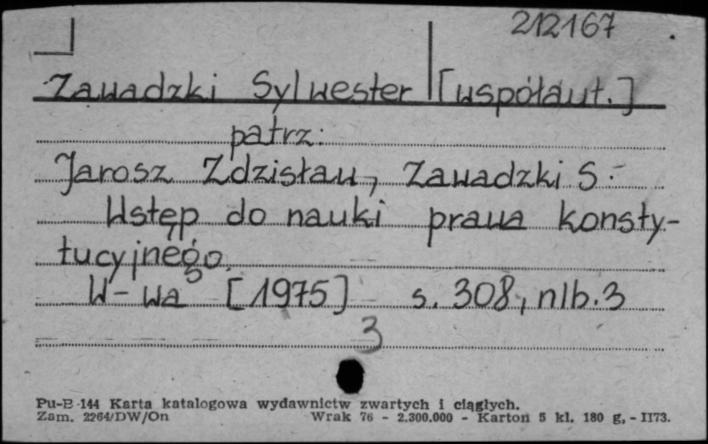 212167
Zawadzki Sylwester [współaut.]
patrz:
Jarosz Zdzisław, Zawadzki S.-
Wstęp do nauki prawa konsty-
tucyjnego.
W-wa [1975] s. 308, nlb. 3
3
Pu-B-144 Karta katalogowa wydawnictw zwartych i ciągłych.
Zam. 2264/DW/On Wrak 76 - 2.300.000 - Karton 5 kl. 180 g, - II73.